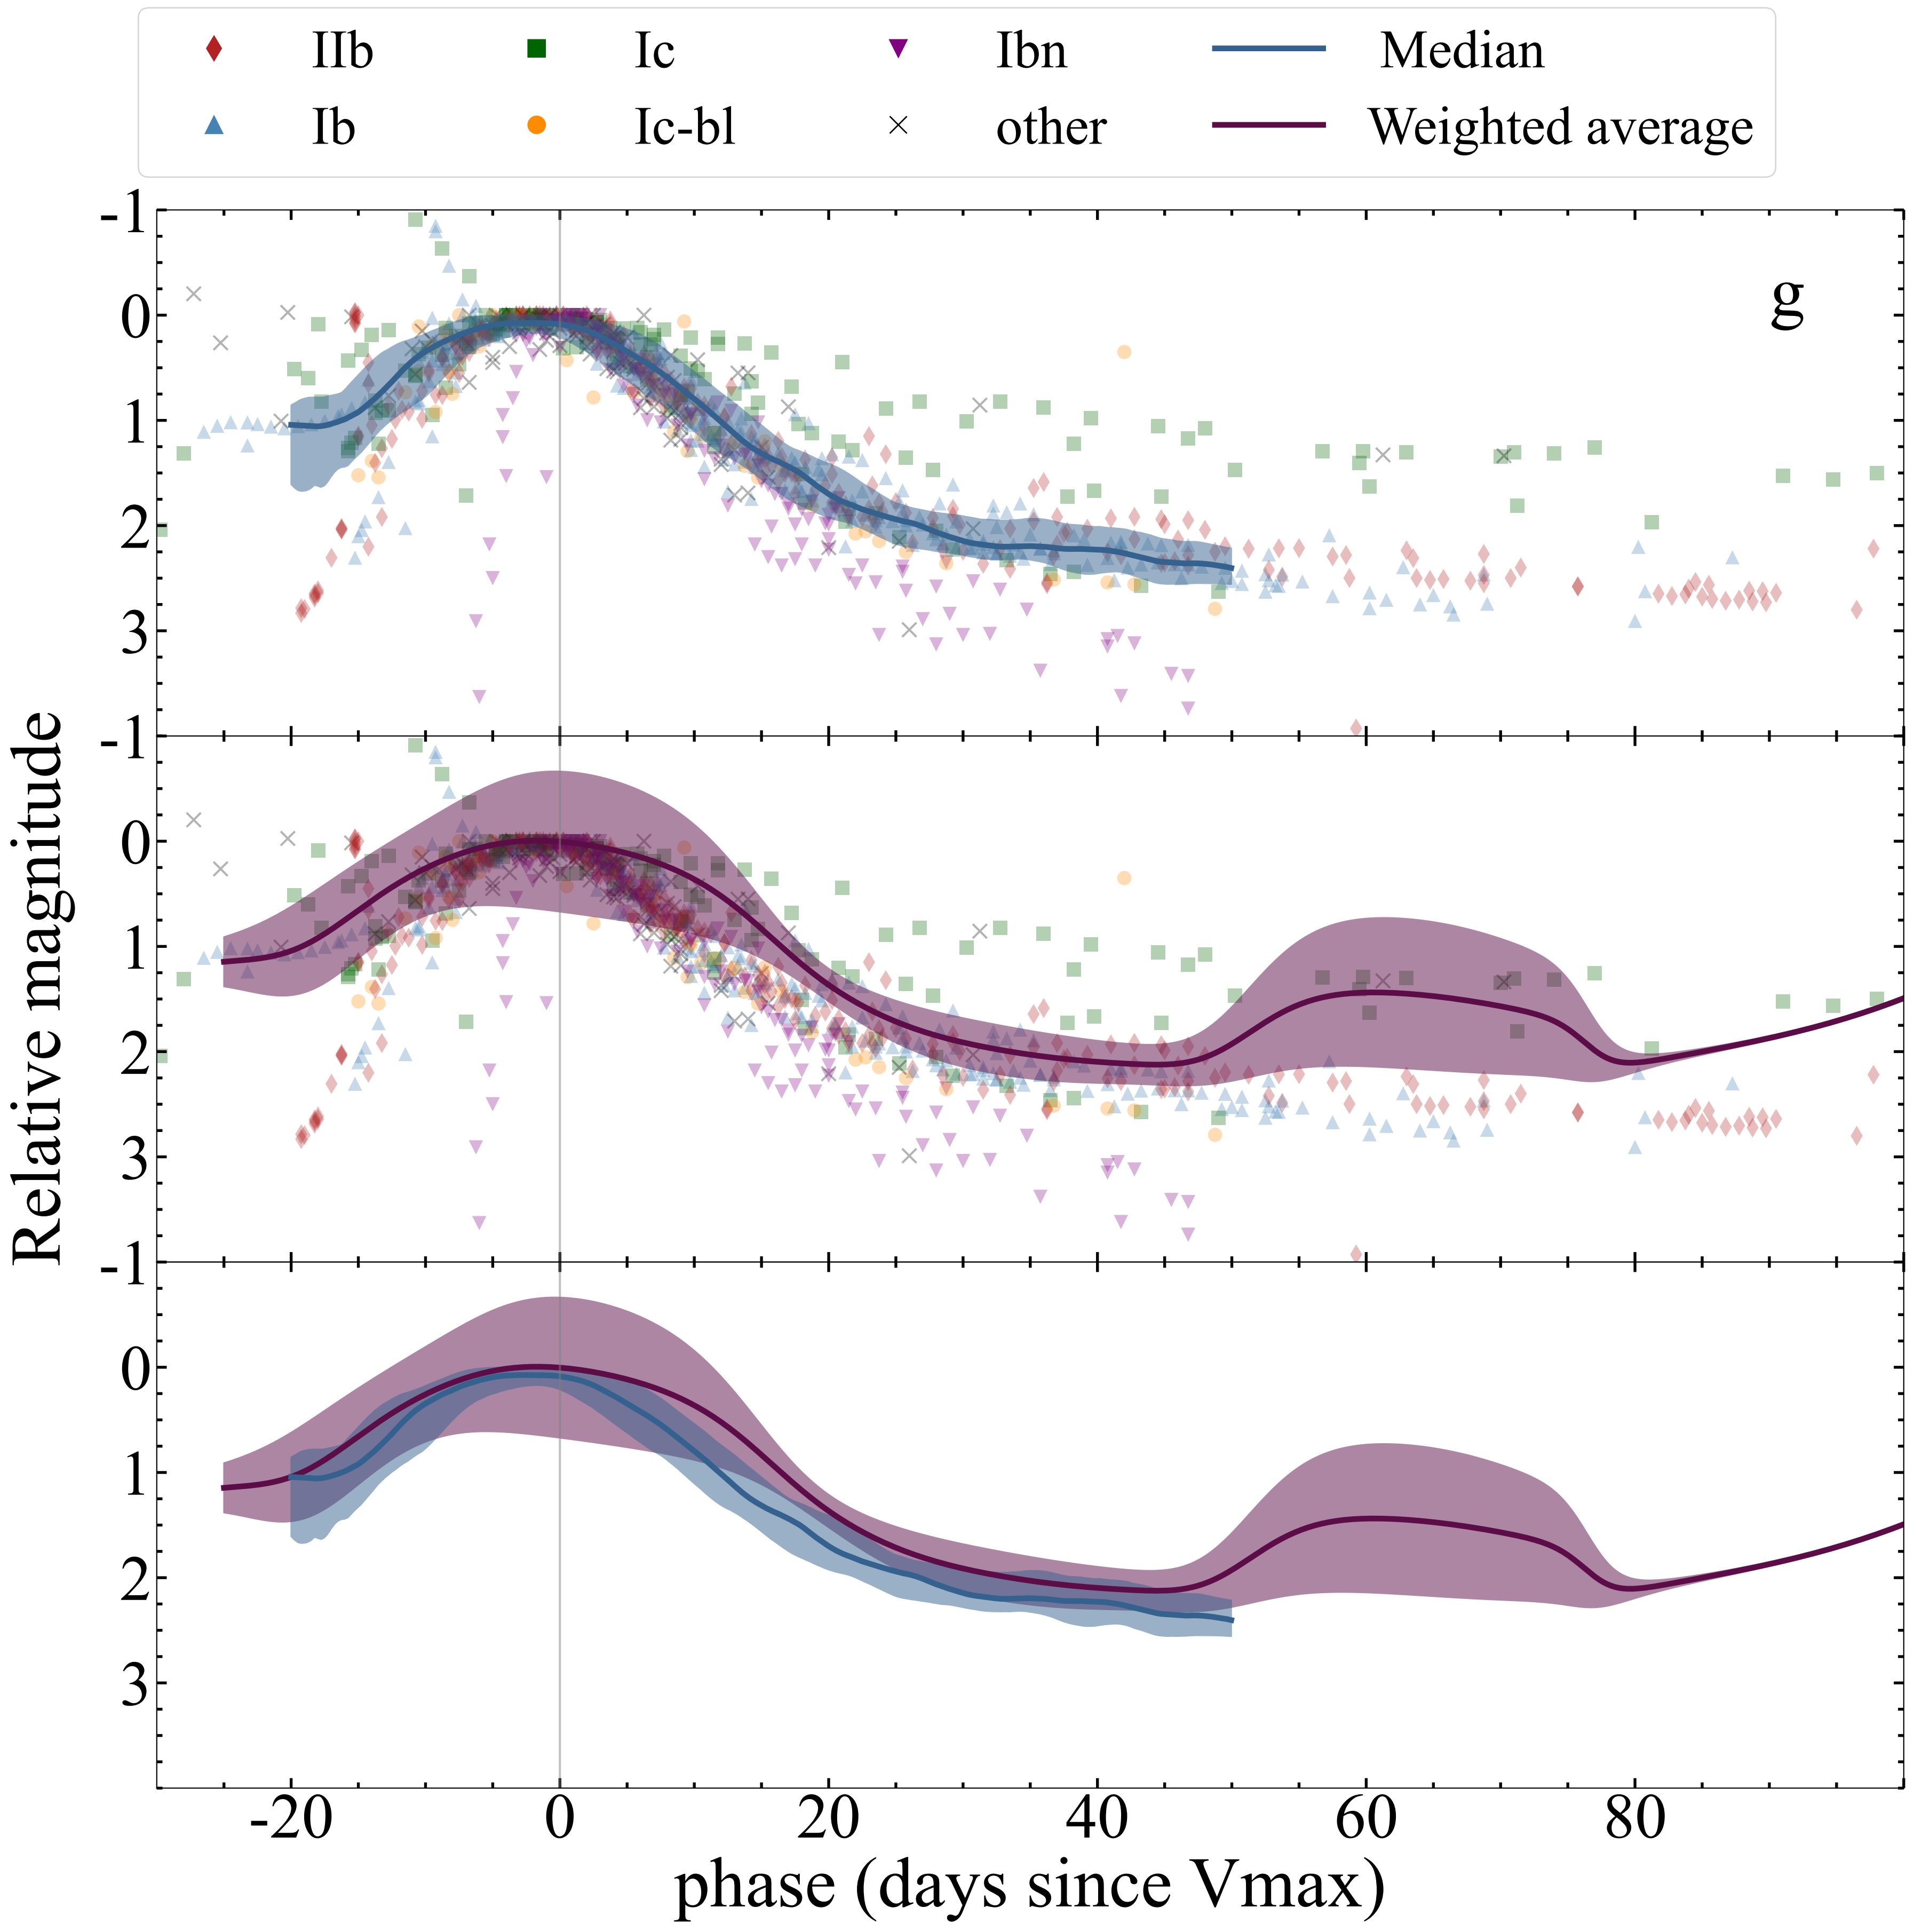 IIb Ic Ibn Median
Ib Ic-bl other Weighted average
-1
0
1
2
3
g
-1
0
1
2
3
-1
0
1
2
3
Relative magnitude
-20 0 20 40 60 80
phase (days since Vmax)